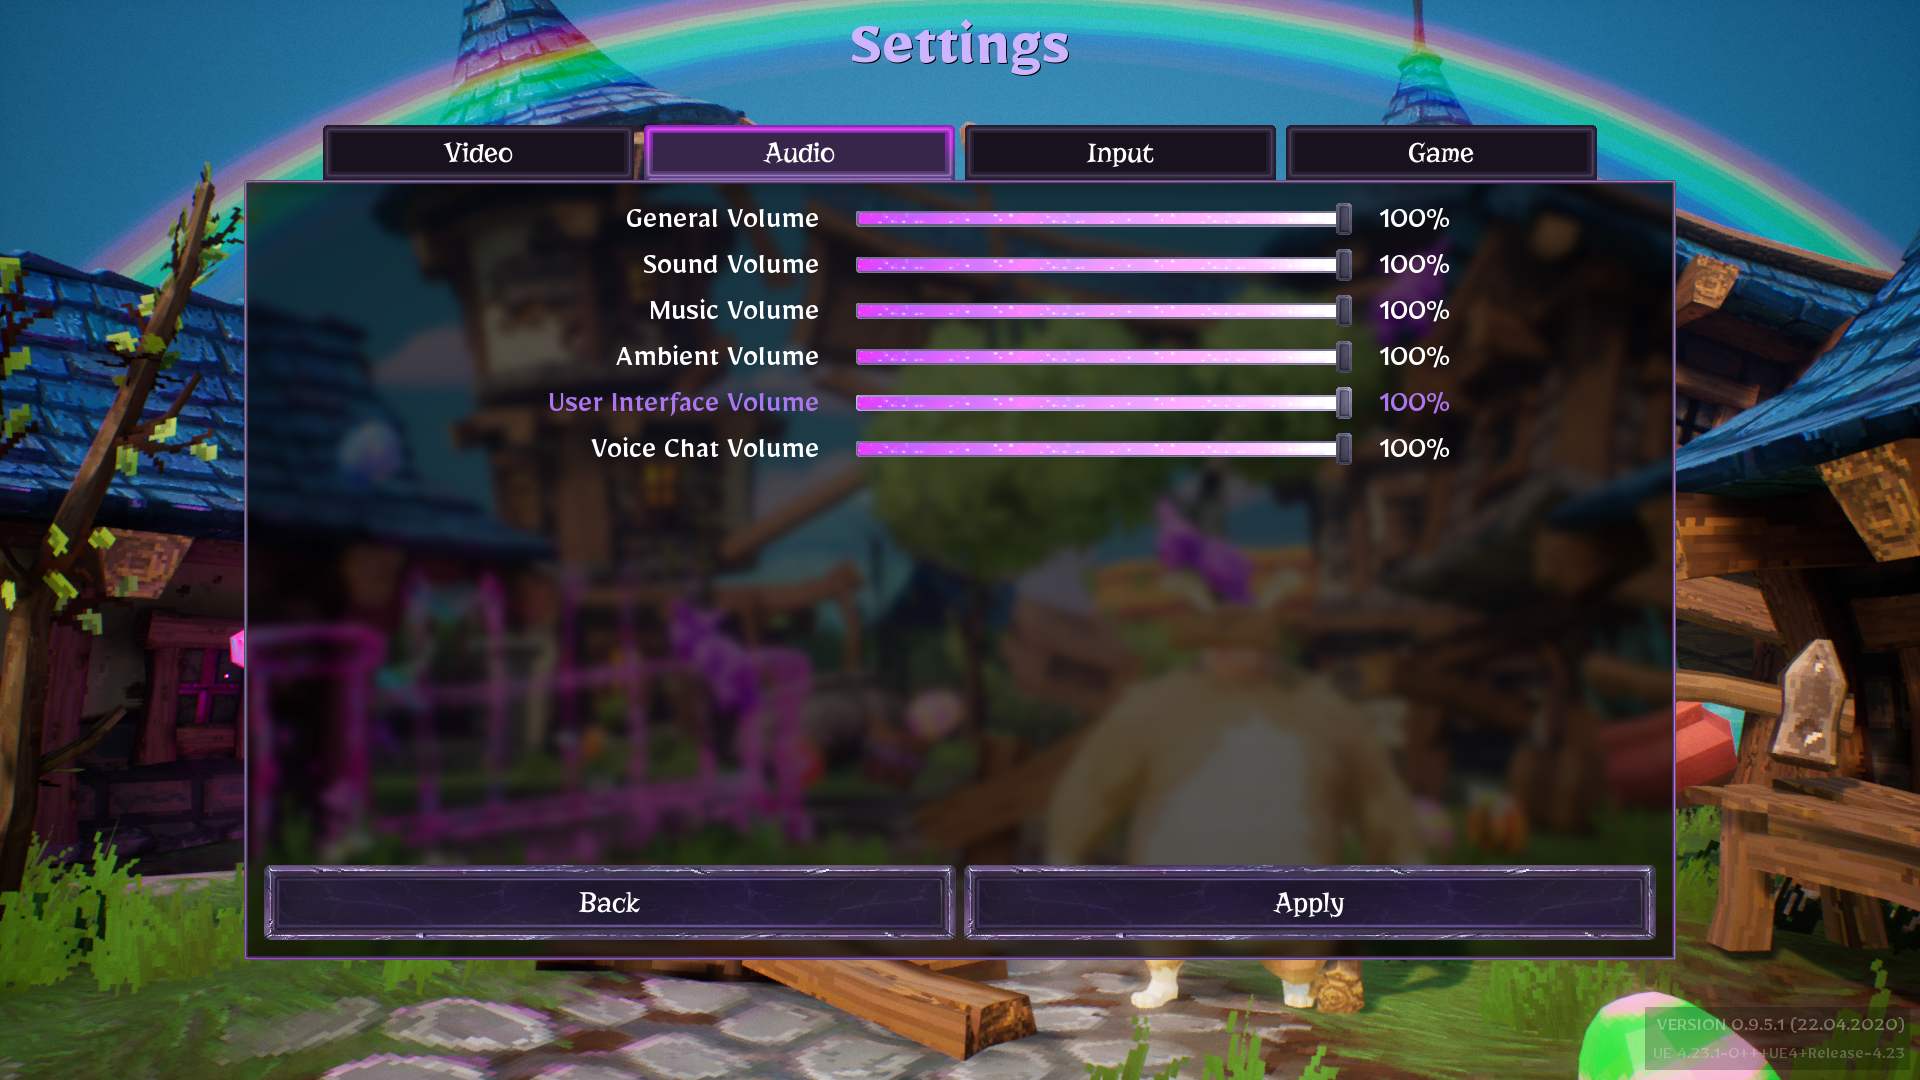 Settings
Video Audio Input Game
General Volume 100%
Sound Volume 100%
Music Volume 100%
Ambient Volume 100%
User Interface Volume 100%
Voice Chat Volume 100%
Back Apply
VERSION 0.9.5.1 (22.04.2020)
UE 4.23.1-0+++UE4+Release-4.23